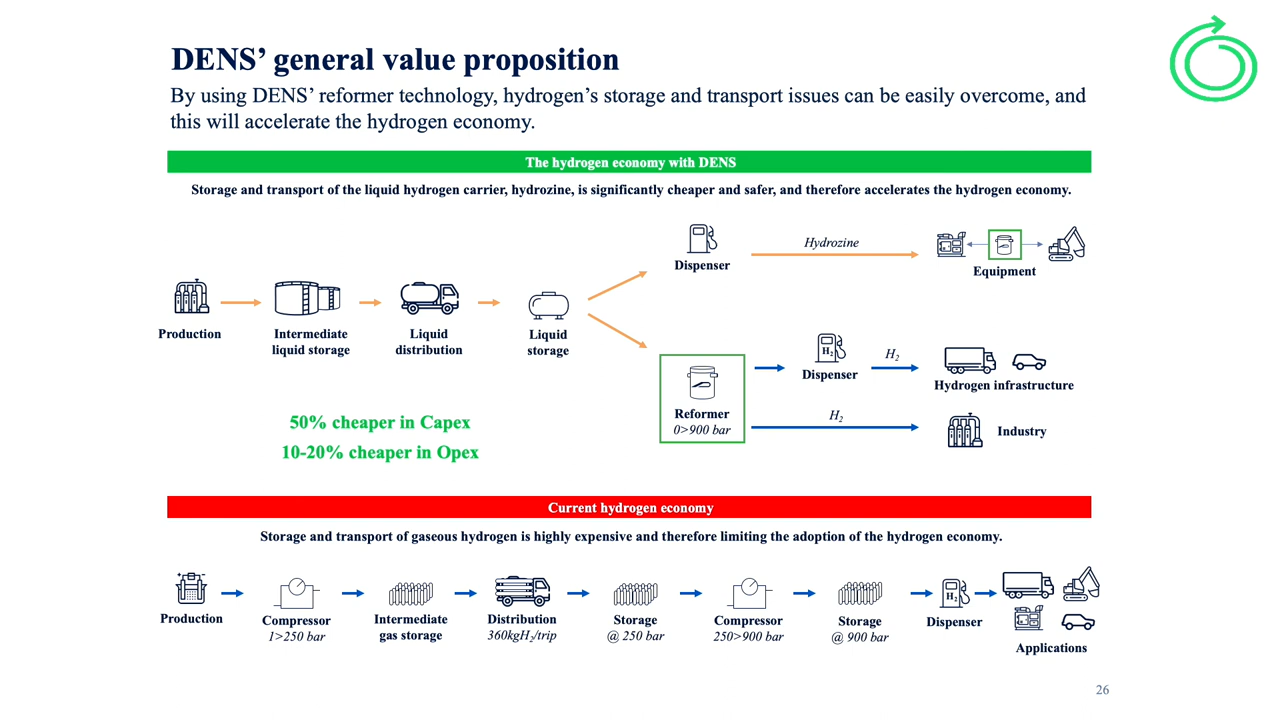 DENS’ general value proposition
By using DENS’ reformer technology, hydrogen’s storage and transport issues can be easily overcome, and
this will accelerate the hydrogen economy.
The hydrogen economy with DENS
Storage and transport of the liquid hydrogen carrier, hydrozine, is significantly cheaper and safer, and therefore accelerates the hydrogen economy.
Dispenser
Hydrozine
Equipment
Production
Intermediate
liquid storage
Liquid
distribution
Liquid
storage
H₂
Dispenser
H₂
Hydrogen infrastructure
Reformer
0>900 bar
H₂
Industry
50% cheaper in Capex
10-20% cheaper in Opex
Current hydrogen economy
Storage and transport of gaseous hydrogen is highly expensive and therefore limiting the adoption of the hydrogen economy.
Production
Compressor
1>250 bar
Intermediate
gas storage
Distribution
360kgH₂/trip
Storage
@ 250 bar
Compressor
250>900 bar
Storage
@ 900 bar
H₂
Dispenser
Applications
26